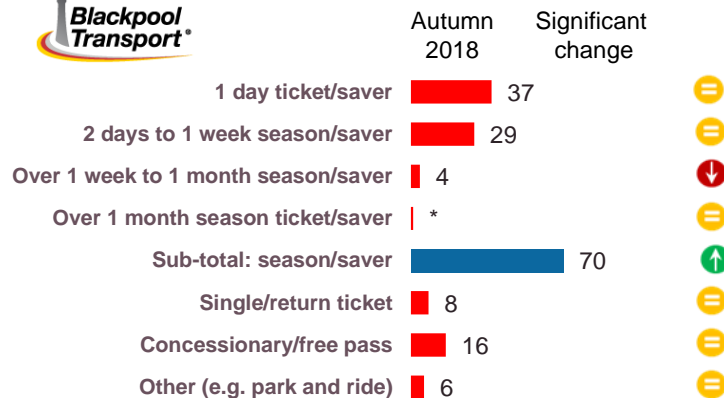 Blackpool
Transport
Autumn 2018
Significant change
1 day ticket/saver 37
2 days to 1 week season/saver 29
Over 1 week to 1 month season/saver 4
Over 1 month season ticket/saver *
Sub-total: season/saver 70
Single/return ticket 8
Concessionary/free pass 16
Other (e.g. park and ride) 6